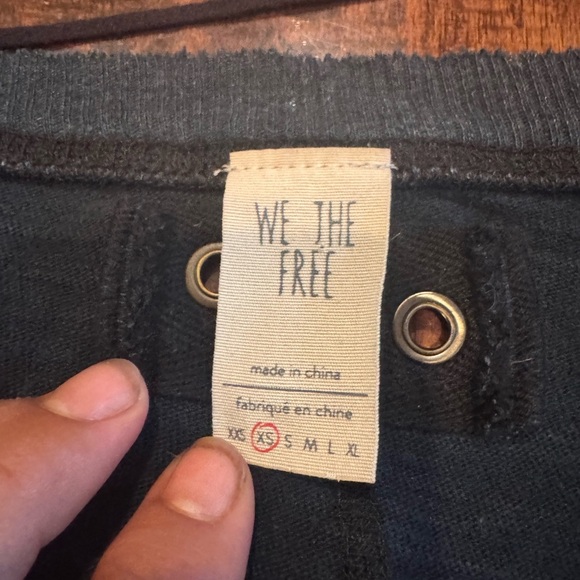 WE THE
FREE
made in china
fabriqué en chine
XXS XS S M L XL